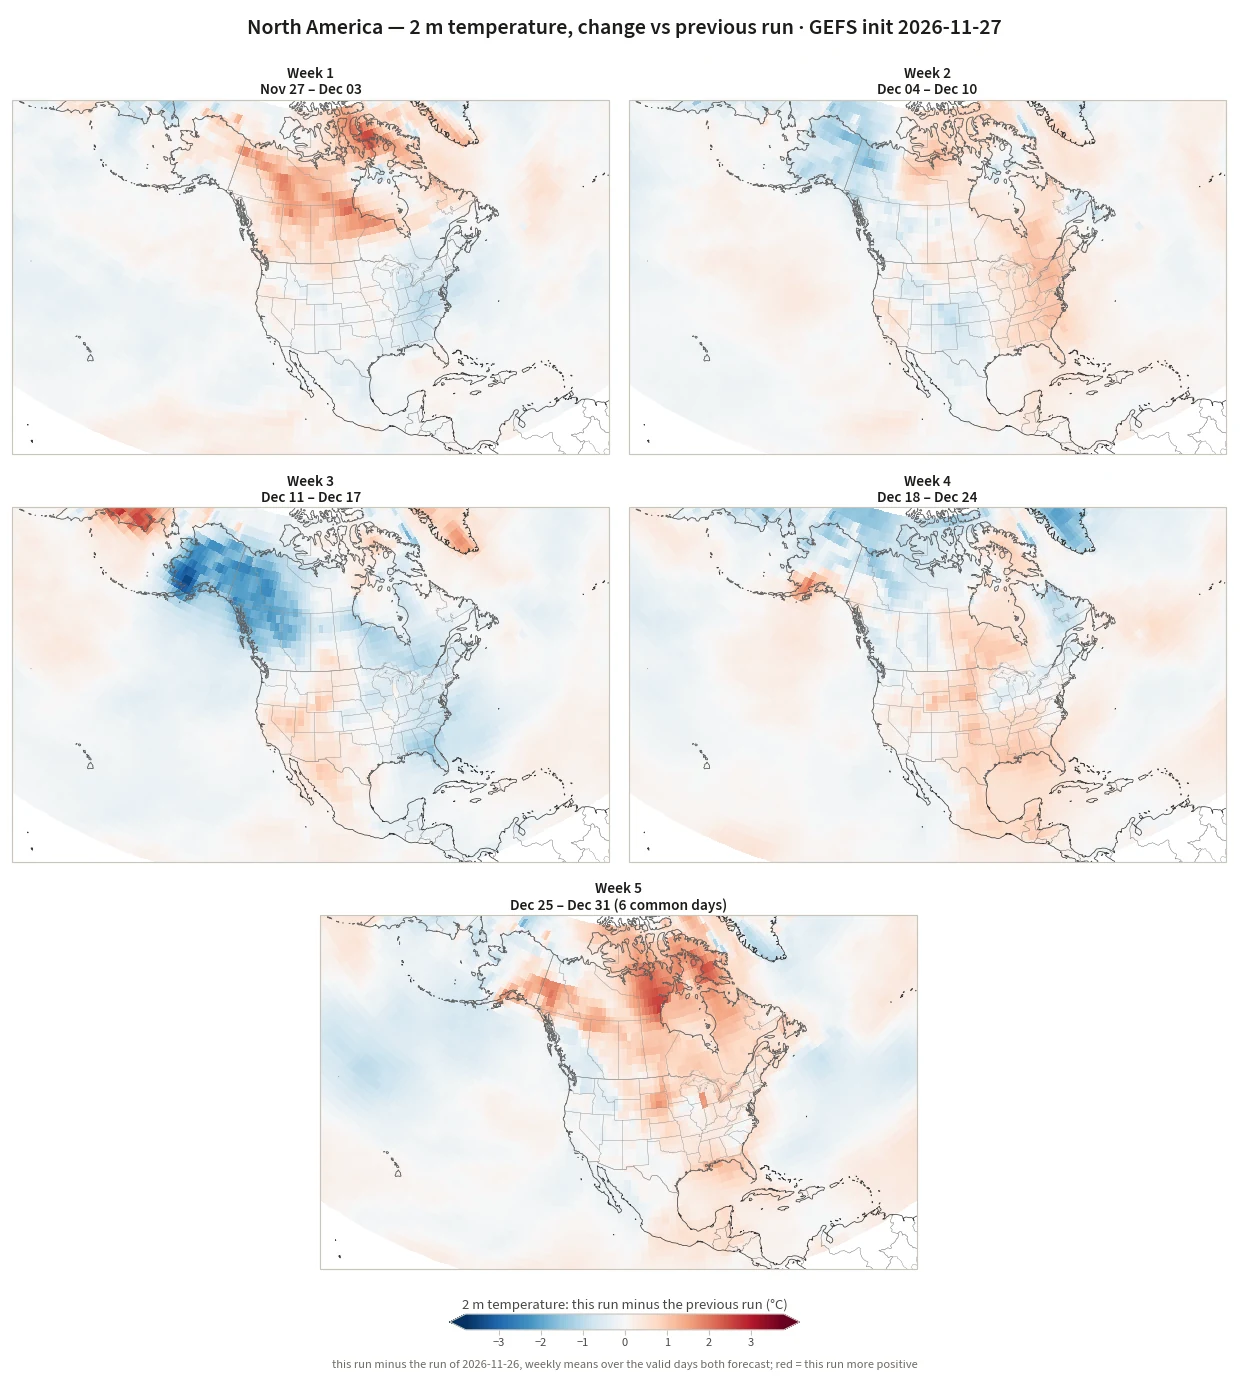 North America — 2 m temperature, change vs previous run · GEFS init 2026-11-27
Week 1
Nov 27 – Dec 03
Week 2
Dec 04 – Dec 10
Week 3
Dec 11 – Dec 17
Week 4
Dec 18 – Dec 24
Week 5
Dec 25 – Dec 31 (6 common days)
2 m temperature: this run minus the previous run (°C)
−3 −2 −1 0 1 2 3
this run minus the run of 2026-11-26, weekly means over the valid days both forecast; red = this run more positive